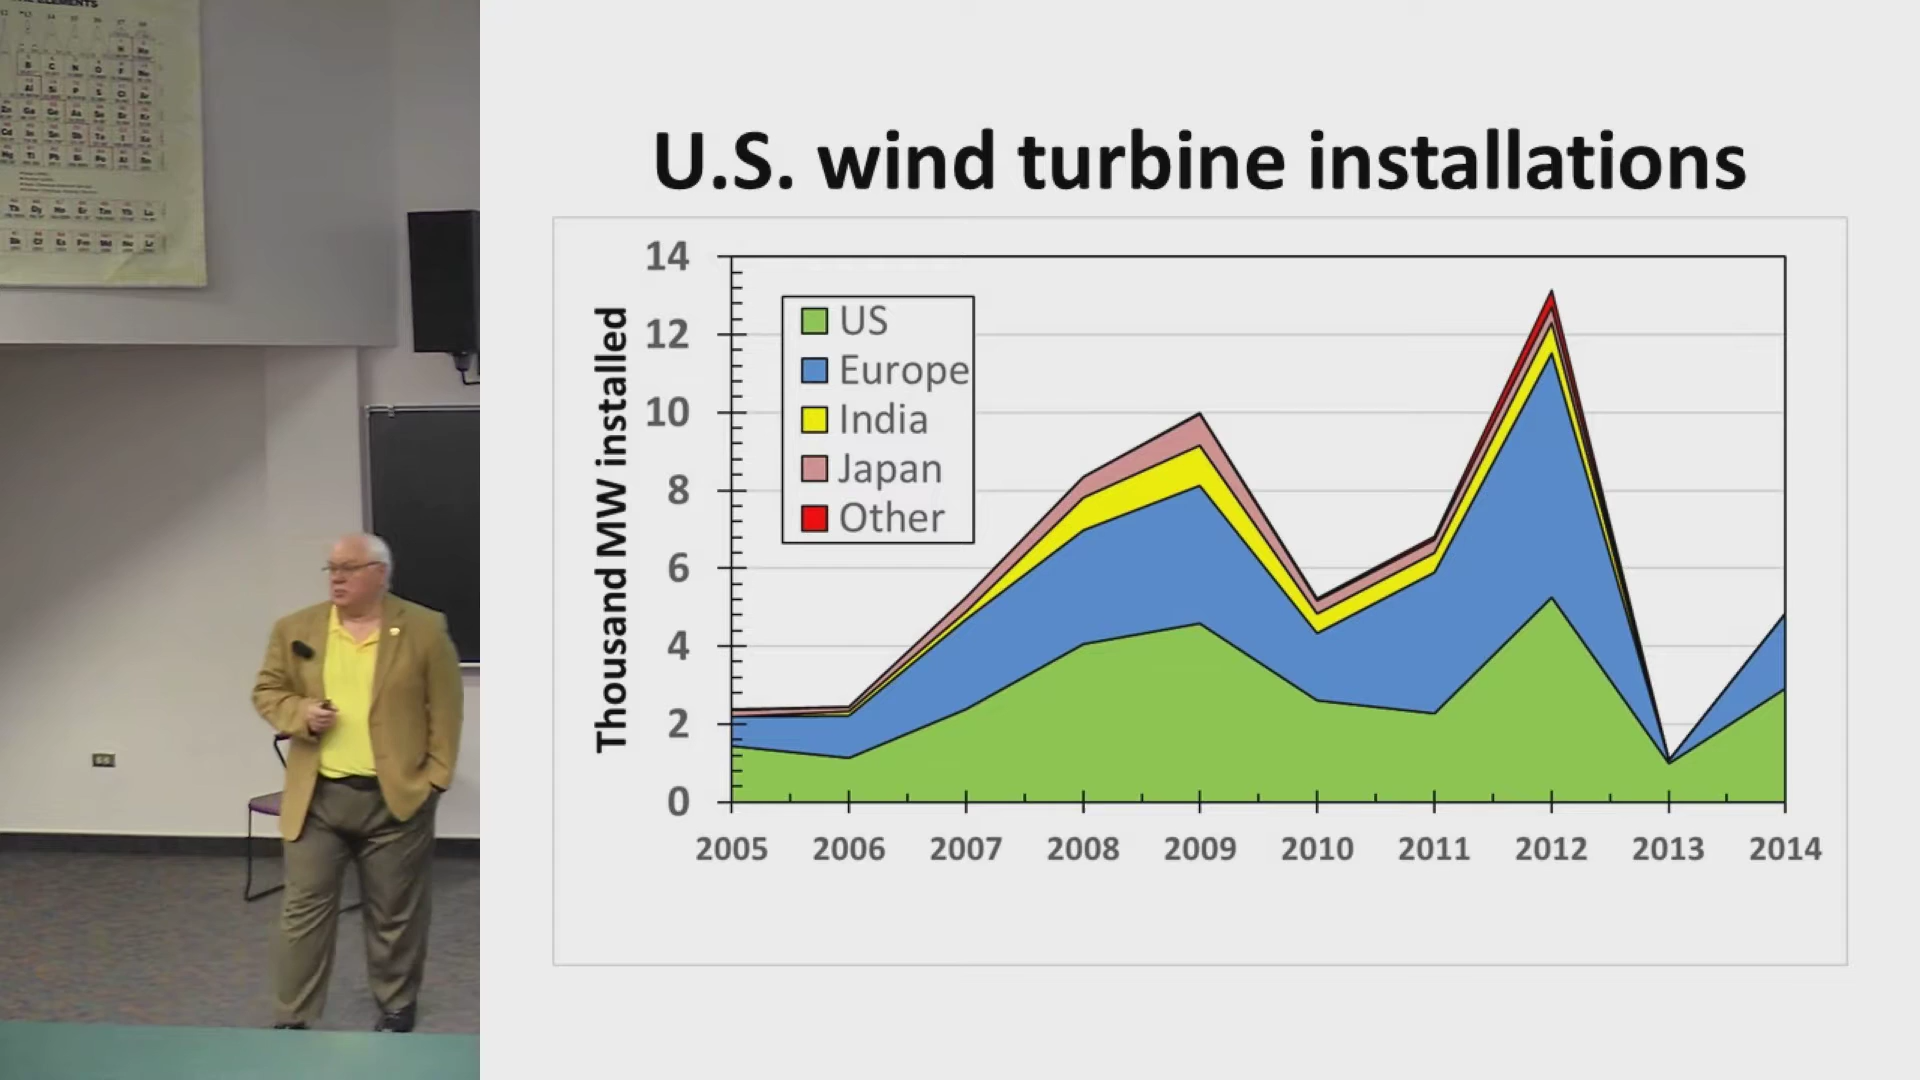 ELEMENTS
U.S. wind turbine installations
Thousand MW installed
14
12
10
8
6
4
2
0
US
Europe
India
Japan
Other
2005 2006 2007 2008 2009 2010 2011 2012 2013 2014